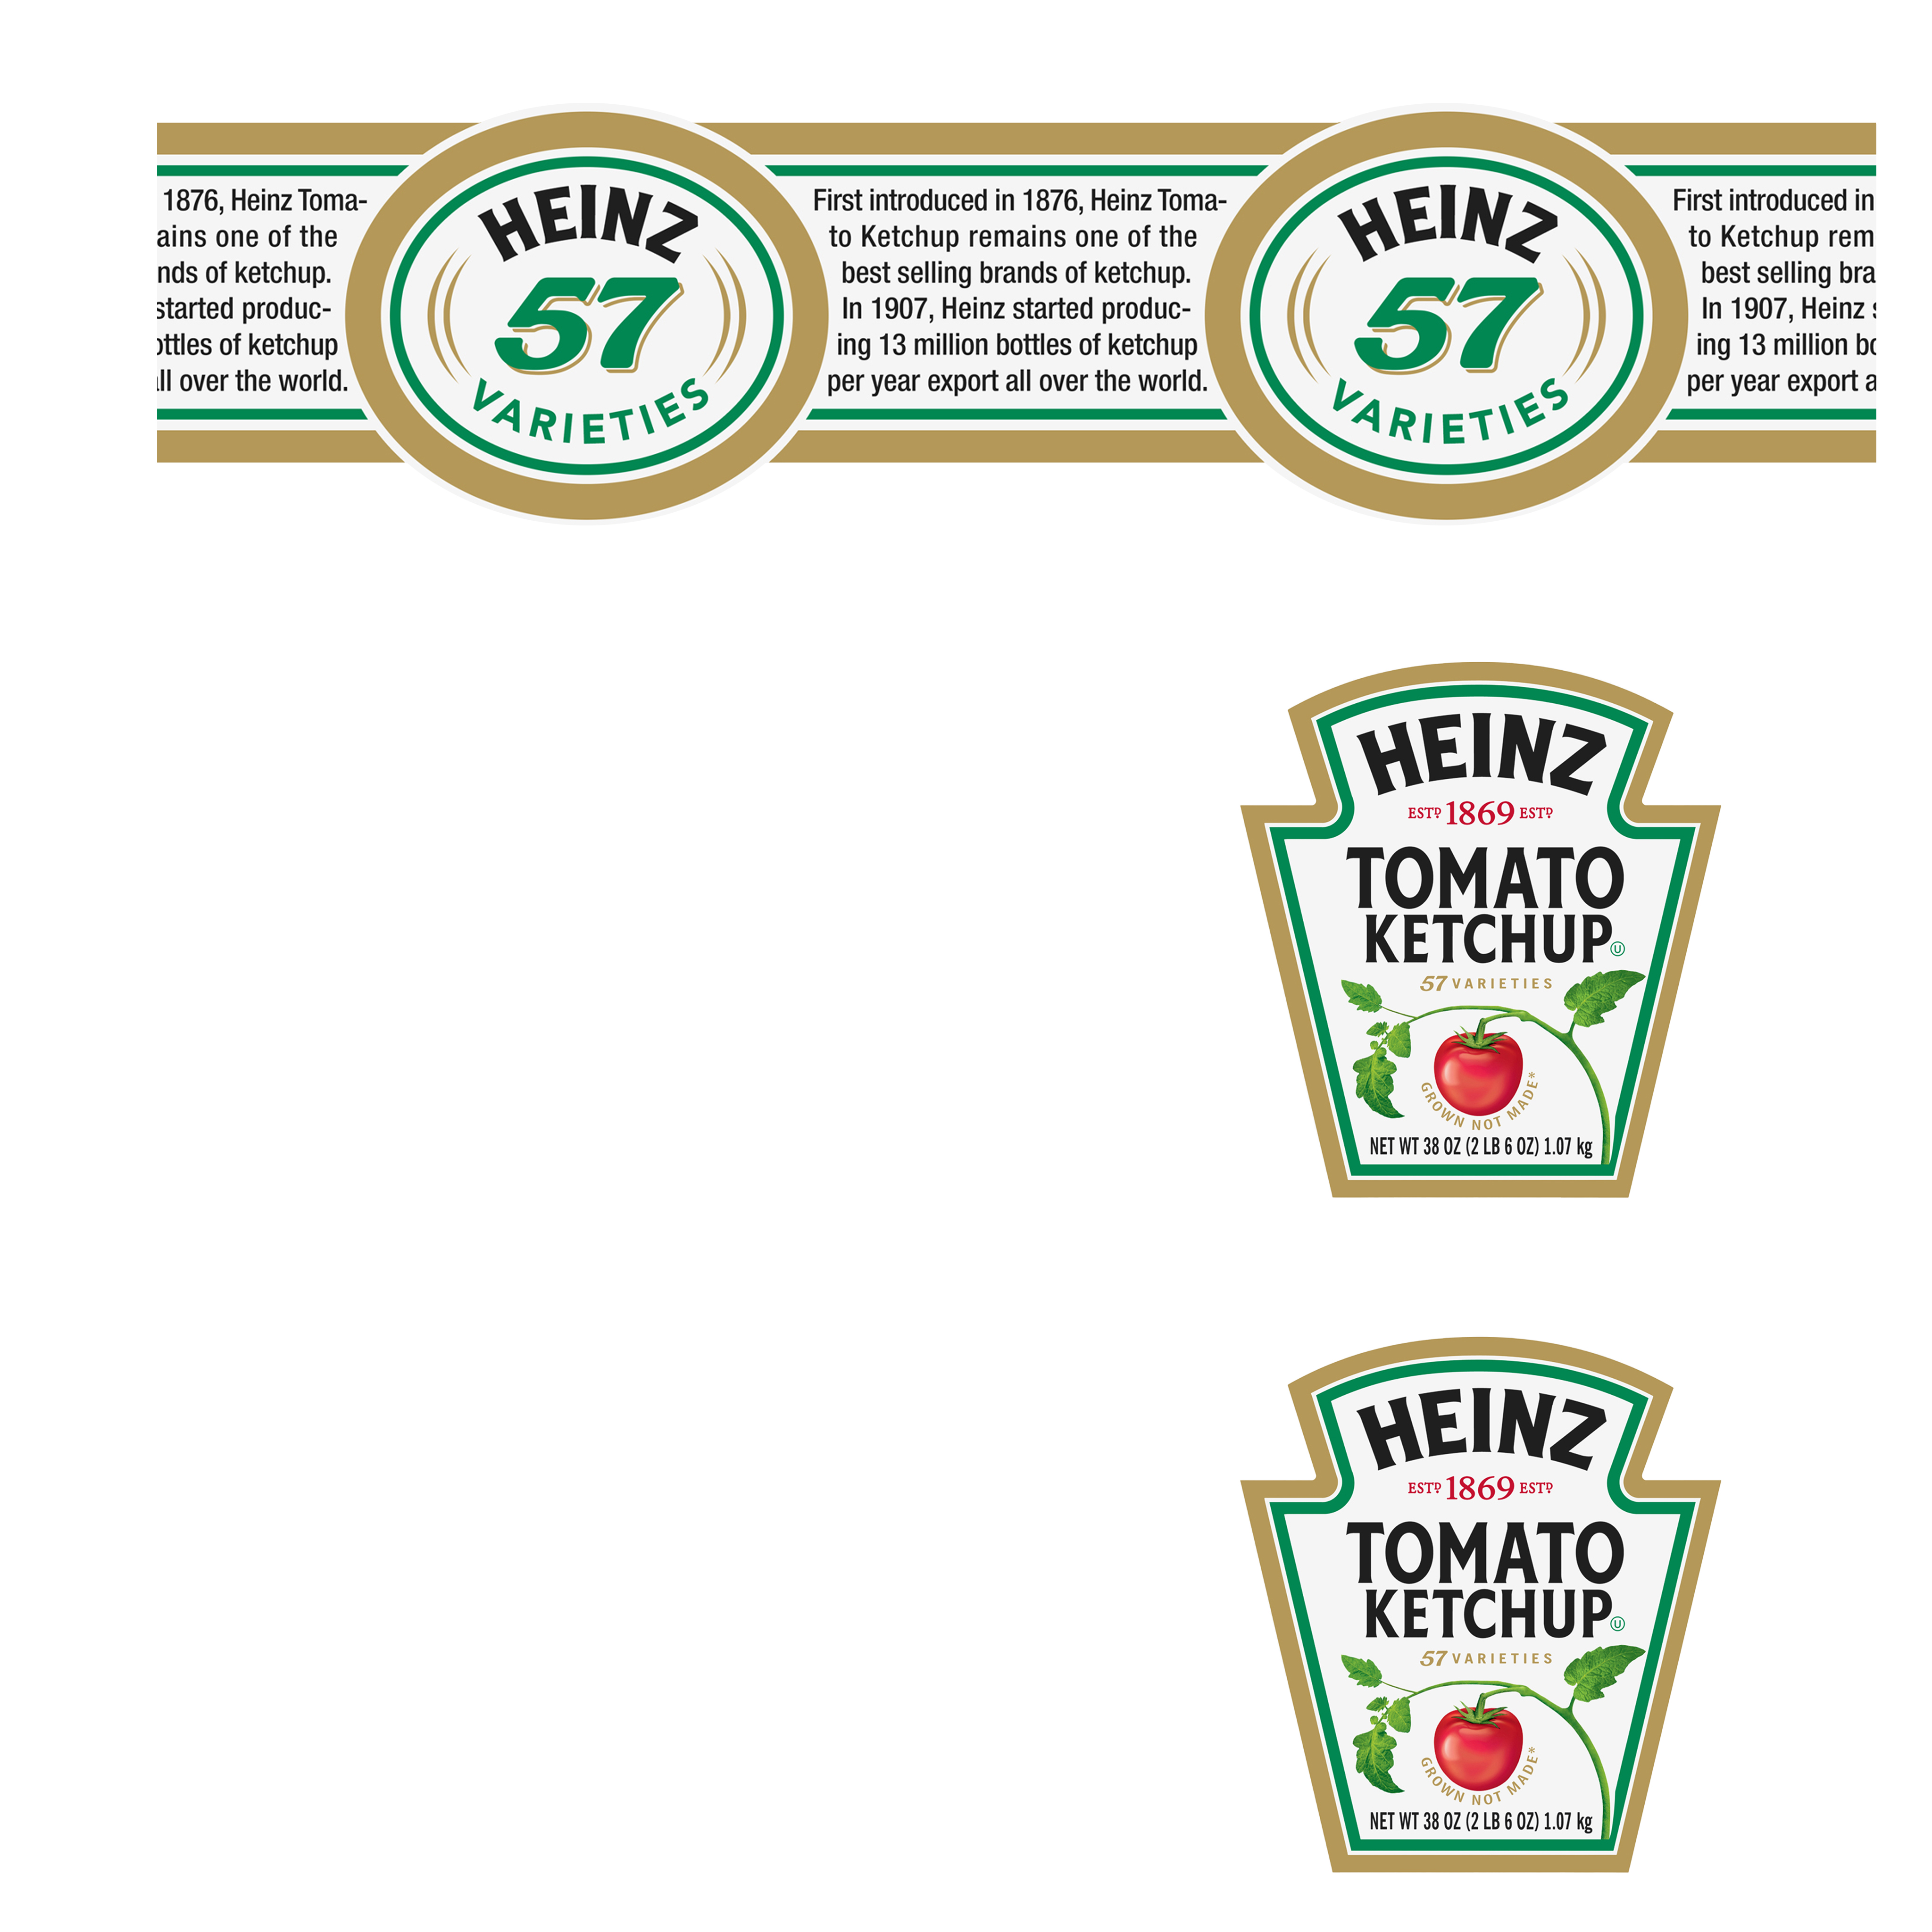 1876, Heinz Toma-
ains one of the
nds of ketchup.
started produc-
ottles of ketchup
all over the world.
HEINZ
57
VARIETIES
First introduced in 1876, Heinz Toma-
to Ketchup remains one of the
best selling brands of ketchup.
In 1907, Heinz started produc-
ing 13 million bottles of ketchup
per year export all over the world.
HEINZ
57
VARIETIES
First introduced in
to Ketchup rem
best selling bra
In 1907, Heinz s
ing 13 million bo
per year export a
HEINZ
ESTD 1869 ESTD
TOMATO
KETCHUP U
57 VARIETIES
GROWN NOT MADE*
NET WT 38 OZ (2 LB 6 OZ) 1.07 kg
HEINZ
ESTD 1869 ESTD
TOMATO
KETCHUP U
57 VARIETIES
GROWN NOT MADE*
NET WT 38 OZ (2 LB 6 OZ) 1.07 kg